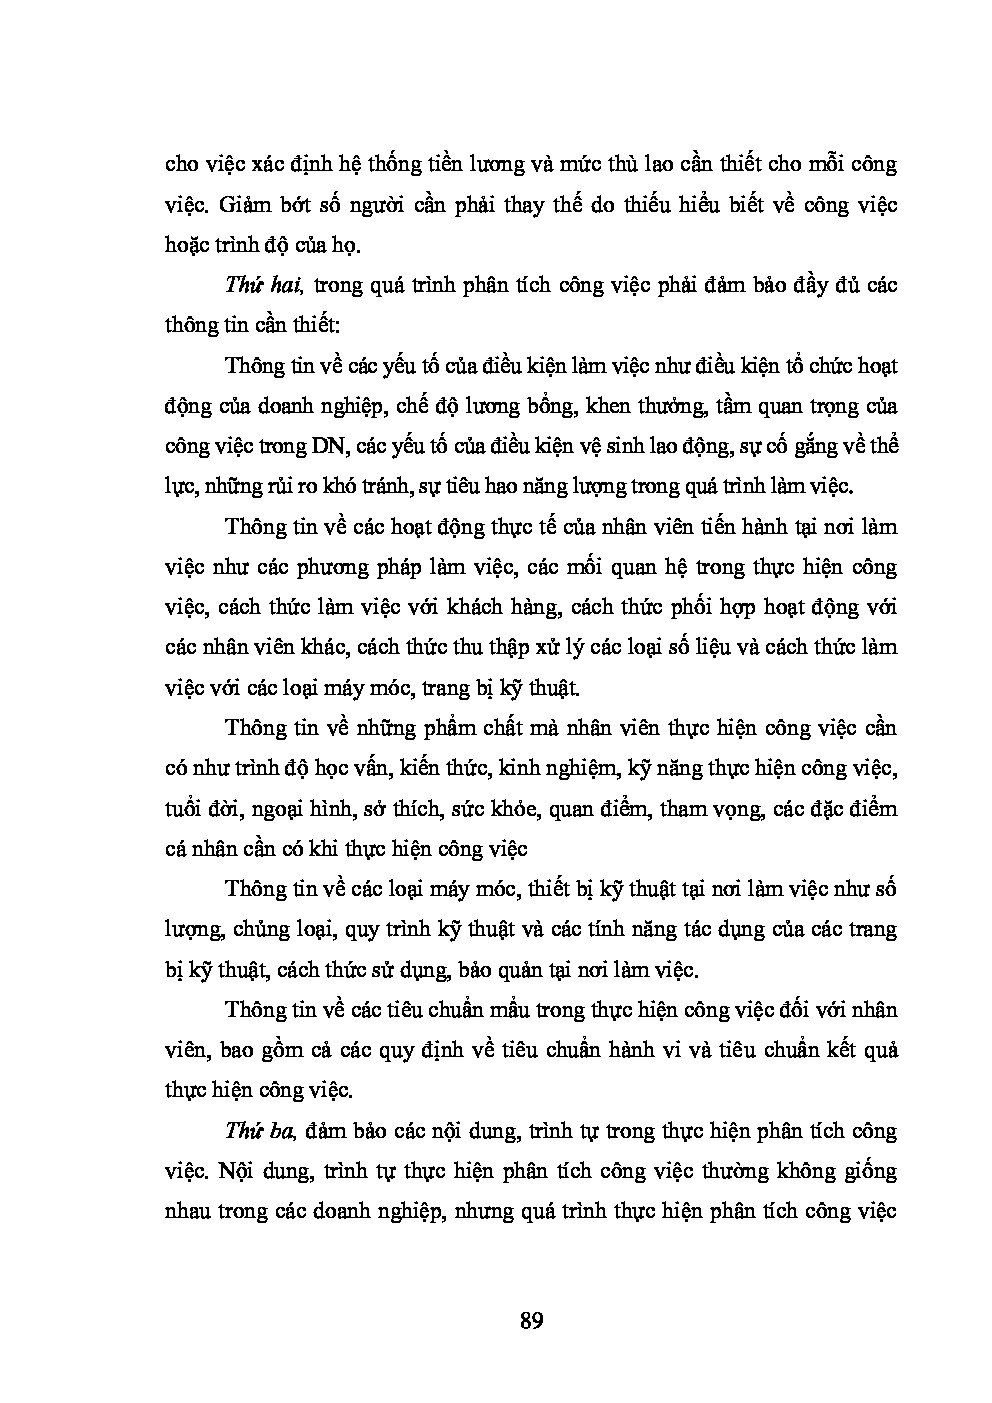 cho việc xác định hệ thống tiền lương và mức thù lao cần thiết cho mỗi công
việc. Giảm bớt số người cần phải thay thế do thiếu hiểu biết về công việc
hoặc trình độ của họ.
Thứ hai, trong quá trình phân tích công việc phải đảm bảo đầy đủ các
thông tin cần thiết:
Thông tin về các yếu tố của điều kiện làm việc như điều kiện tổ chức hoạt
động của doanh nghiệp, chế độ lương bổng, khen thưởng, tầm quan trọng của
công việc trong DN, các yếu tố của điều kiện vệ sinh lao động, sự cố gắng về thể
lực, những rủi ro khó tránh, sự tiêu hao năng lượng trong quá trình làm việc.
Thông tin về các hoạt động thực tế của nhân viên tiến hành tại nơi làm
việc như các phương pháp làm việc, các mối quan hệ trong thực hiện công
việc, cách thức làm việc với khách hàng, cách thức phối hợp hoạt động với
các nhân viên khác, cách thức thu thập xử lý các loại số liệu và cách thức làm
việc với các loại máy móc, trang bị kỹ thuật.
Thông tin về những phẩm chất mà nhân viên thực hiện công việc cần
có như trình độ học vấn, kiến thức, kinh nghiệm, kỹ năng thực hiện công việc,
tuổi đời, ngoại hình, sở thích, sức khỏe, quan điểm, tham vọng, các đặc điểm
cá nhân cần có khi thực hiện công việc
Thông tin về các loại máy móc, thiết bị kỹ thuật tại nơi làm việc như số
lượng, chủng loại, quy trình kỹ thuật và các tính năng tác dụng của các trang
bị kỹ thuật, cách thức sử dụng, bảo quản tại nơi làm việc.
Thông tin về các tiêu chuẩn mẩu trong thực hiện công việc đối với nhân
viên, bao gồm cả các quy định về tiêu chuẩn hành vi và tiêu chuẩn kết quả
thực hiện công việc.
Thứ ba, đảm bảo các nội dung, trình tự trong thực hiện phân tích công
việc. Nội dung, trình tự thực hiện phân tích công việc thường không giống
nhau trong các doanh nghiệp, nhưng quá trình thực hiện phân tích công việc
89